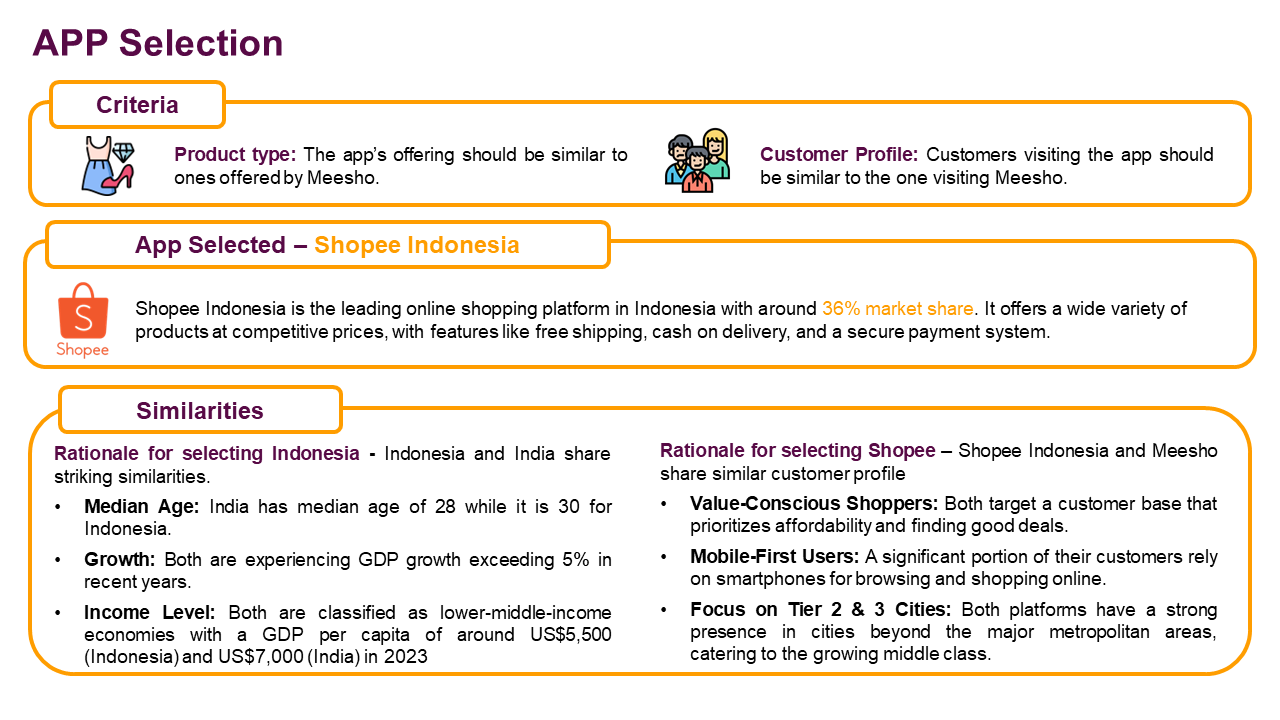 APP Selection
Criteria
Product type: The app’s offering should be similar to
ones offered by Meesho.
Customer Profile: Customers visiting the app should
be similar to the one visiting Meesho.
App Selected – Shopee Indonesia
S
Shopee
Shopee Indonesia is the leading online shopping platform in Indonesia with around 36% market share. It offers a wide variety of
products at competitive prices, with features like free shipping, cash on delivery, and a secure payment system.
Similarities
Rationale for selecting Indonesia - Indonesia and India share
striking similarities.
• Median Age: India has median age of 28 while it is 30 for
Indonesia.
• Growth: Both are experiencing GDP growth exceeding 5% in
recent years.
• Income Level: Both are classified as lower-middle-income
economies with a GDP per capita of around US$5,500
(Indonesia) and US$7,000 (India) in 2023
Rationale for selecting Shopee – Shopee Indonesia and Meesho
share similar customer profile
• Value-Conscious Shoppers: Both target a customer base that
prioritizes affordability and finding good deals.
• Mobile-First Users: A significant portion of their customers rely
on smartphones for browsing and shopping online.
• Focus on Tier 2 & 3 Cities: Both platforms have a strong
presence in cities beyond the major metropolitan areas,
catering to the growing middle class.